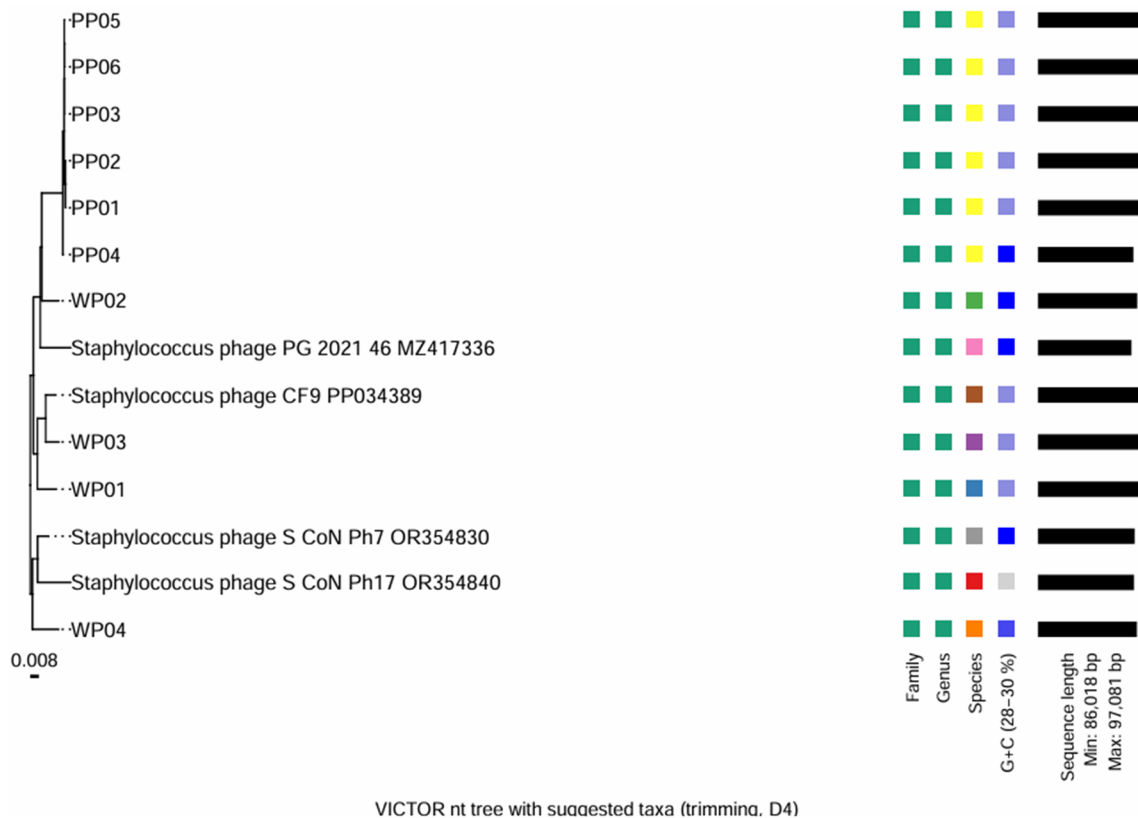 PP05
PP06
PP03
PP02
PP01
PP04
WP02
Staphylococcus phage PG 2021 46 MZ417336
Staphylococcus phage CF9 PP034389
WP03
WP01
Staphylococcus phage S CoN Ph7 OR354830
Staphylococcus phage S CoN Ph17 OR354840
WP04
0.008
Family
Genus
Species
G+C (28−30 %)
Sequence length
Min: 86,018 bp
Max: 97,081 bp
VICTOR nt tree with suggested taxa (trimming, D4)